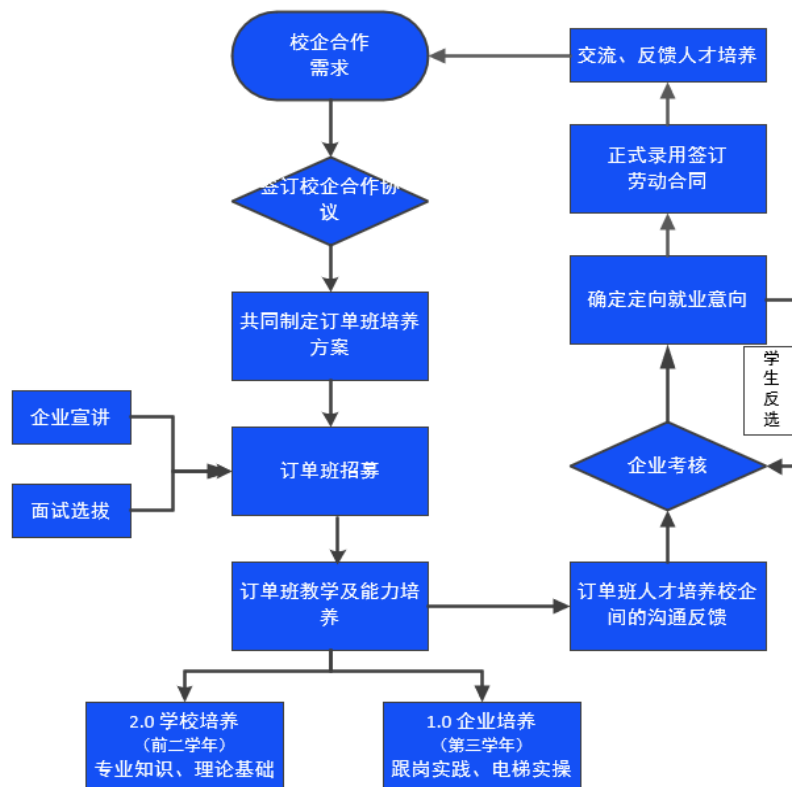 校企合作
需求
签订校企合作协
议
共同制定订单班培养
方案
企业宣讲
面试选拔
订单班招募
订单班教学及能力培
养
2.0 学校培养
（前二学年）
专业知识、理论基础
1.0 企业培养
（第三学年）
跟岗实践、电梯实操
交流、反馈人才培养
正式录用签订
劳动合同
确定定向就业意向
学
生
反
选
企业考核
订单班人才培养校企
间的沟通反馈